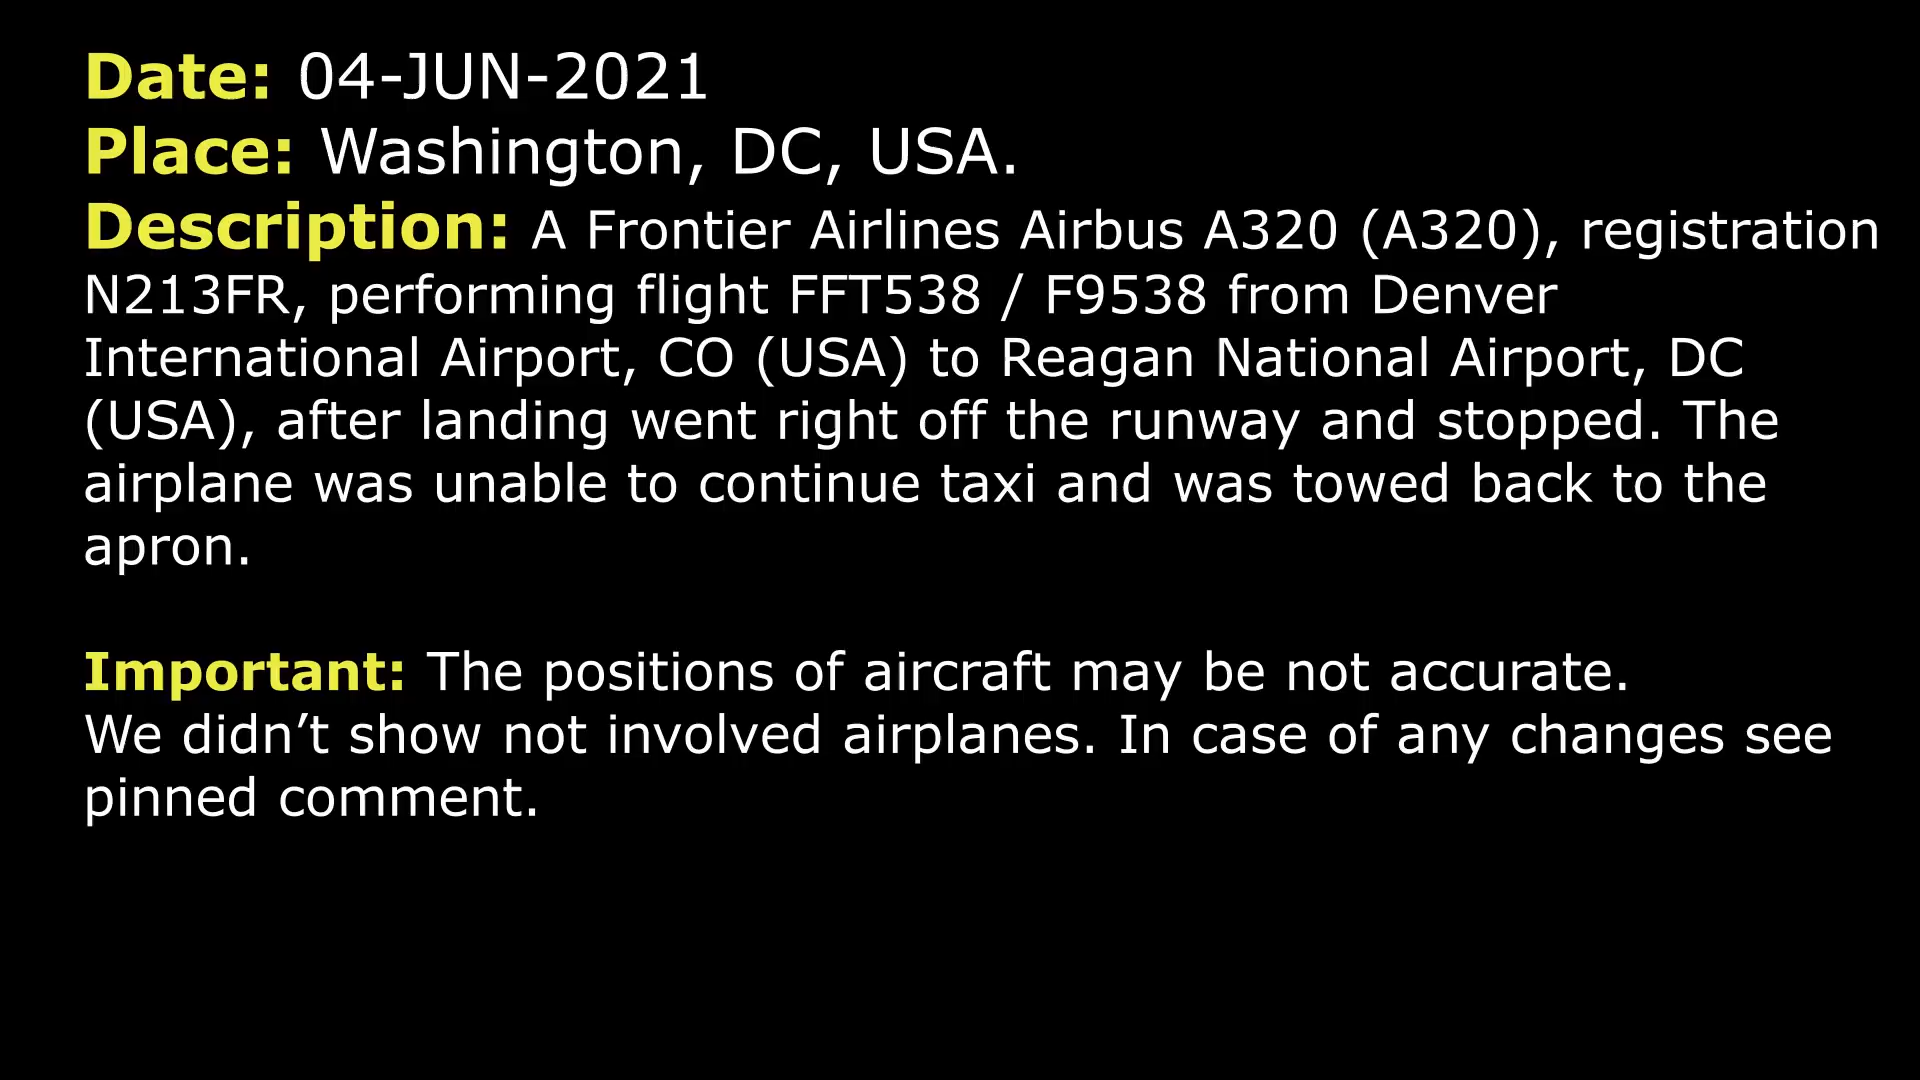 Date: 04-JUN-2021
Place: Washington, DC, USA.
Description: A Frontier Airlines Airbus A320 (A320), registration
N213FR, performing flight FFT538 / F9538 from Denver
International Airport, CO (USA) to Reagan National Airport, DC
(USA), after landing went right off the runway and stopped. The
airplane was unable to continue taxi and was towed back to the
apron.
Important: The positions of aircraft may be not accurate.
We didn’t show not involved airplanes. In case of any changes see
pinned comment.